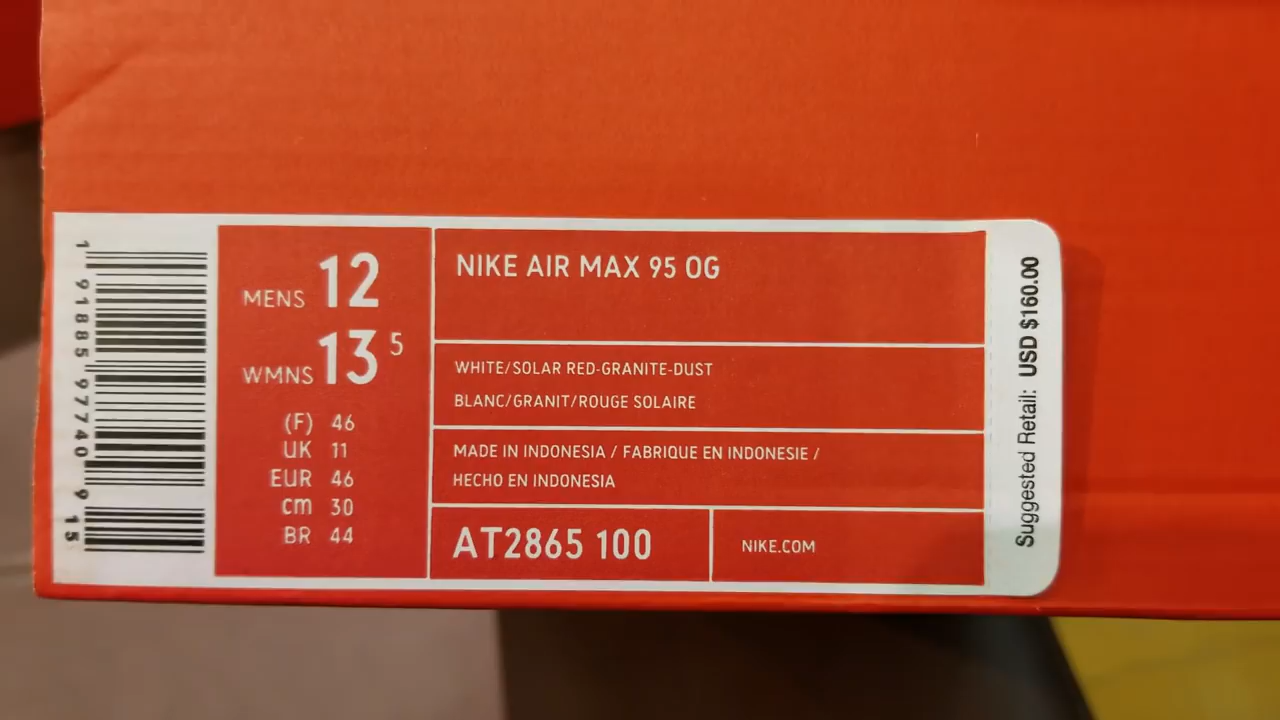 1 91885 97740 9 15
MENS 12
WMNS 13 5
(F) 46
UK 11
EUR 46
cm 30
BR 44
NIKE AIR MAX 95 OG
WHITE/SOLAR RED-GRANITE-DUST
BLANC/GRANIT/ROUGE SOLAIRE
MADE IN INDONESIA / FABRIQUE EN INDONESIE /
HECHO EN INDONESIA
AT2865 100
NIKE.COM
Suggested Retail: USD $160.00